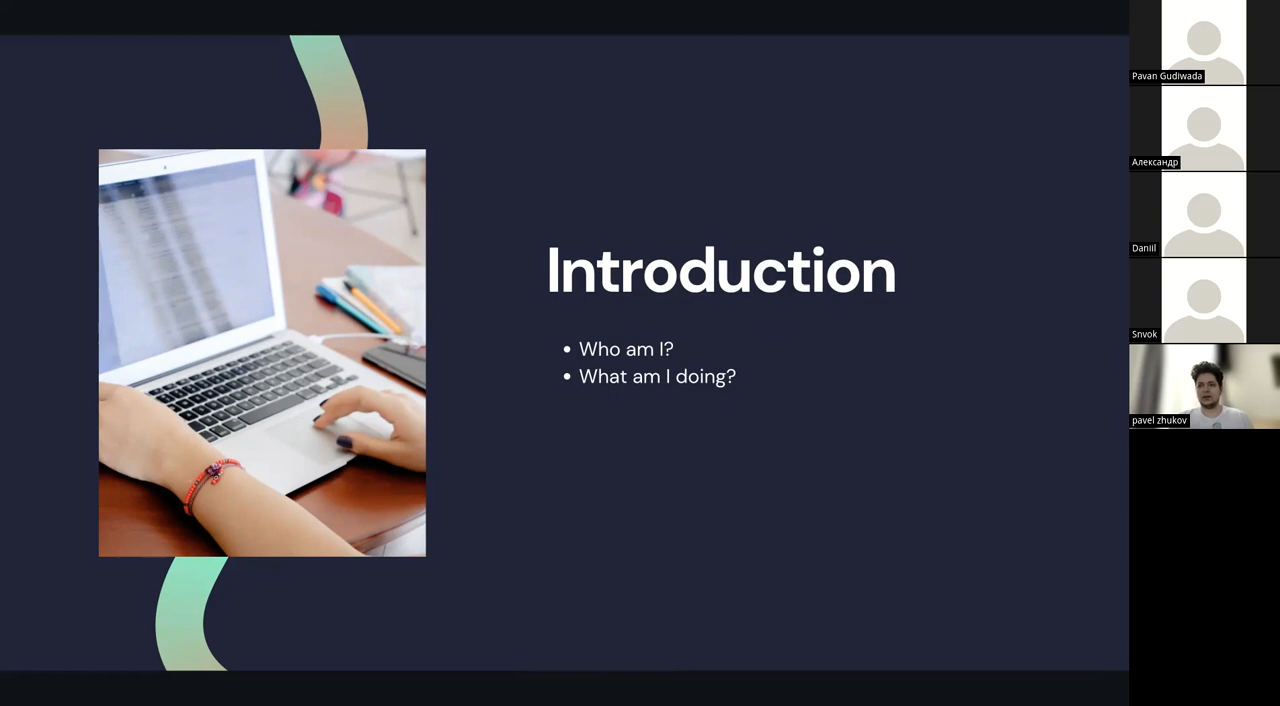 Introduction
Who am I?
What am I doing?
Pavan Gudiwada
Александр
Daniil
Snvok
pavel zhukov